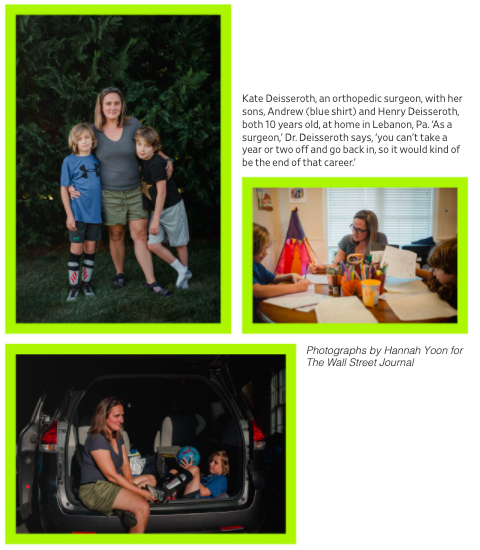 Kate Deisseroth, an orthopedic surgeon, with her
sons, Andrew (blue shirt) and Henry Deisseroth,
both 10 years old, at home in Lebanon, Pa. ‘As a
surgeon,’ Dr. Deisseroth says, ‘you can’t take a
year or two off and go back in, so it would kind of
be the end of that career.’
Photographs by Hannah Yoon for
The Wall Street Journal